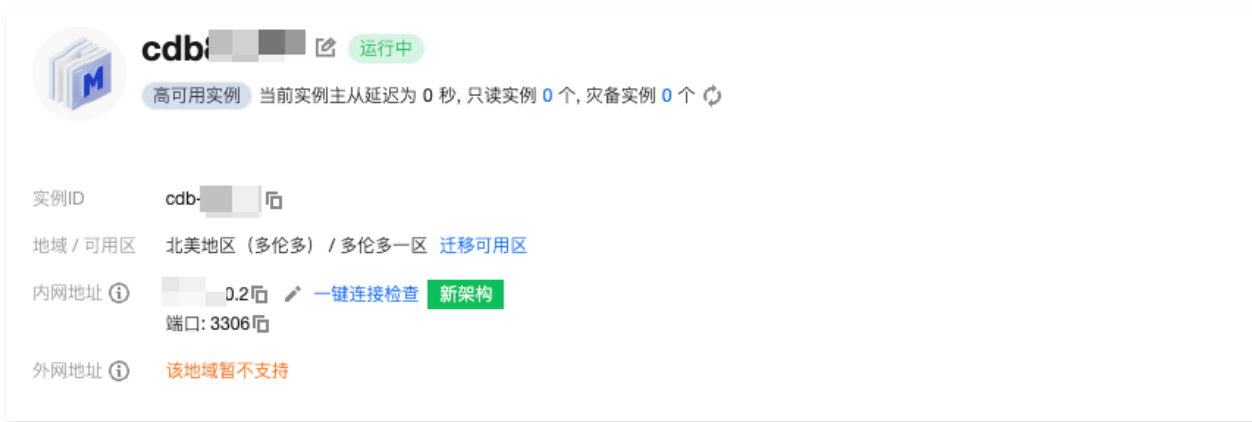 cdb
运行中
高可用实例 当前实例主从延迟为 0 秒, 只读实例 0 个, 灾备实例 0 个
实例ID cdb-
地域 / 可用区 北美地区（多伦多） / 多伦多一区 迁移可用区
内网地址 0.2 一键连接检查 新架构
端口: 3306
外网地址 该地域暂不支持